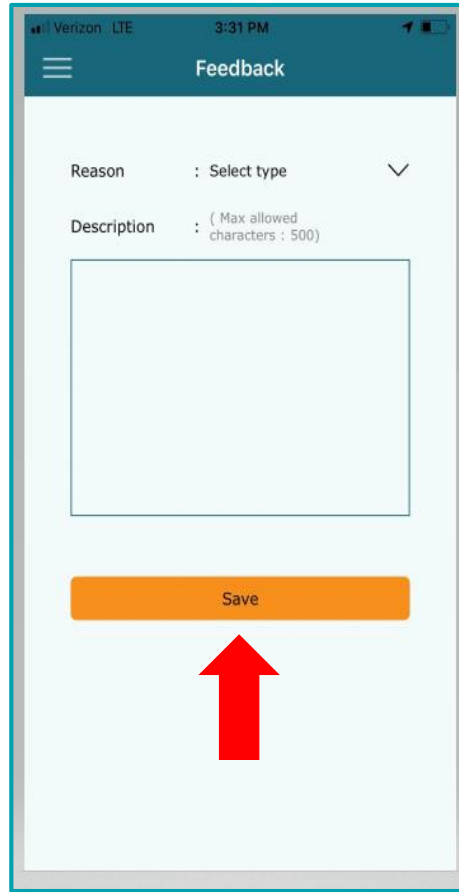 Verizon LTE 3:31 PM
Feedback
Reason : Select type
Description : ( Max allowed
characters : 500)
Save